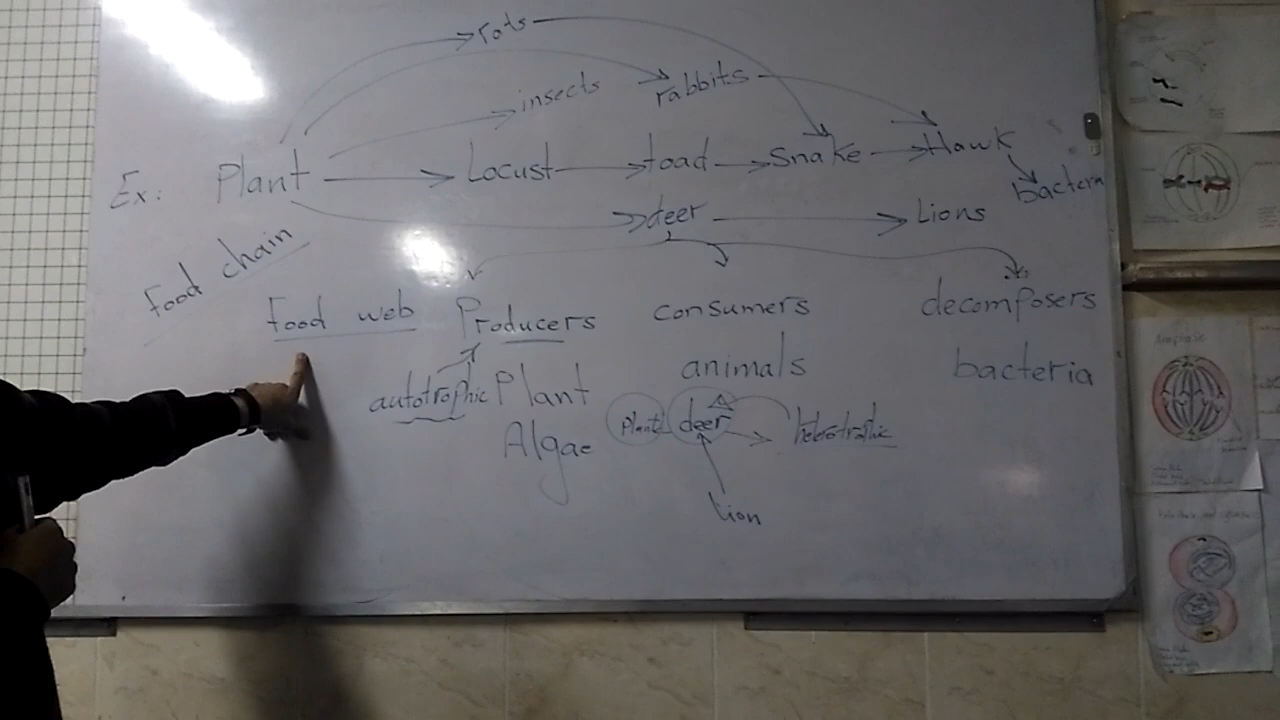 rats
insects
rabbits
Ex: Plant Locust toad Snake Hawk
bacteria
deer Lions
Food chain
Food web Producers consumers decomposers
autotrophic Plant animals bacteria
Algae Plant deer heterotrophic
Lion
Anaphase